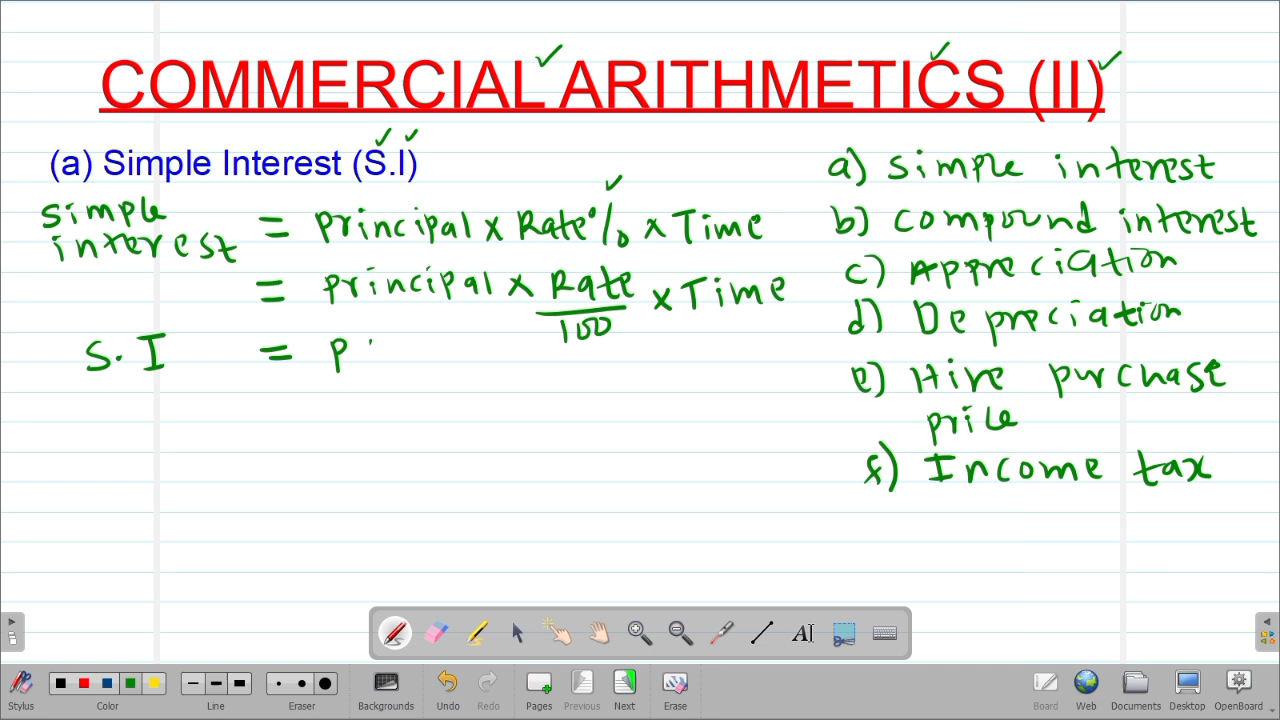 COMMERCIAL ARITHMETICS (II)
(a) Simple Interest (S.I)
simple interest = principal x Rate% x Time
= principal x Rate/100 x Time
S.I = P
a) simple interest
b) compound interest
c) Appreciation
d) Depreciation
e) Hire purchase
price
f) Income tax
Stylus
Color
Line
Eraser
Backgrounds
Undo
Redo
Pages
Previous
Next
Erase
Board
Web
Documents
Desktop
OpenBoard